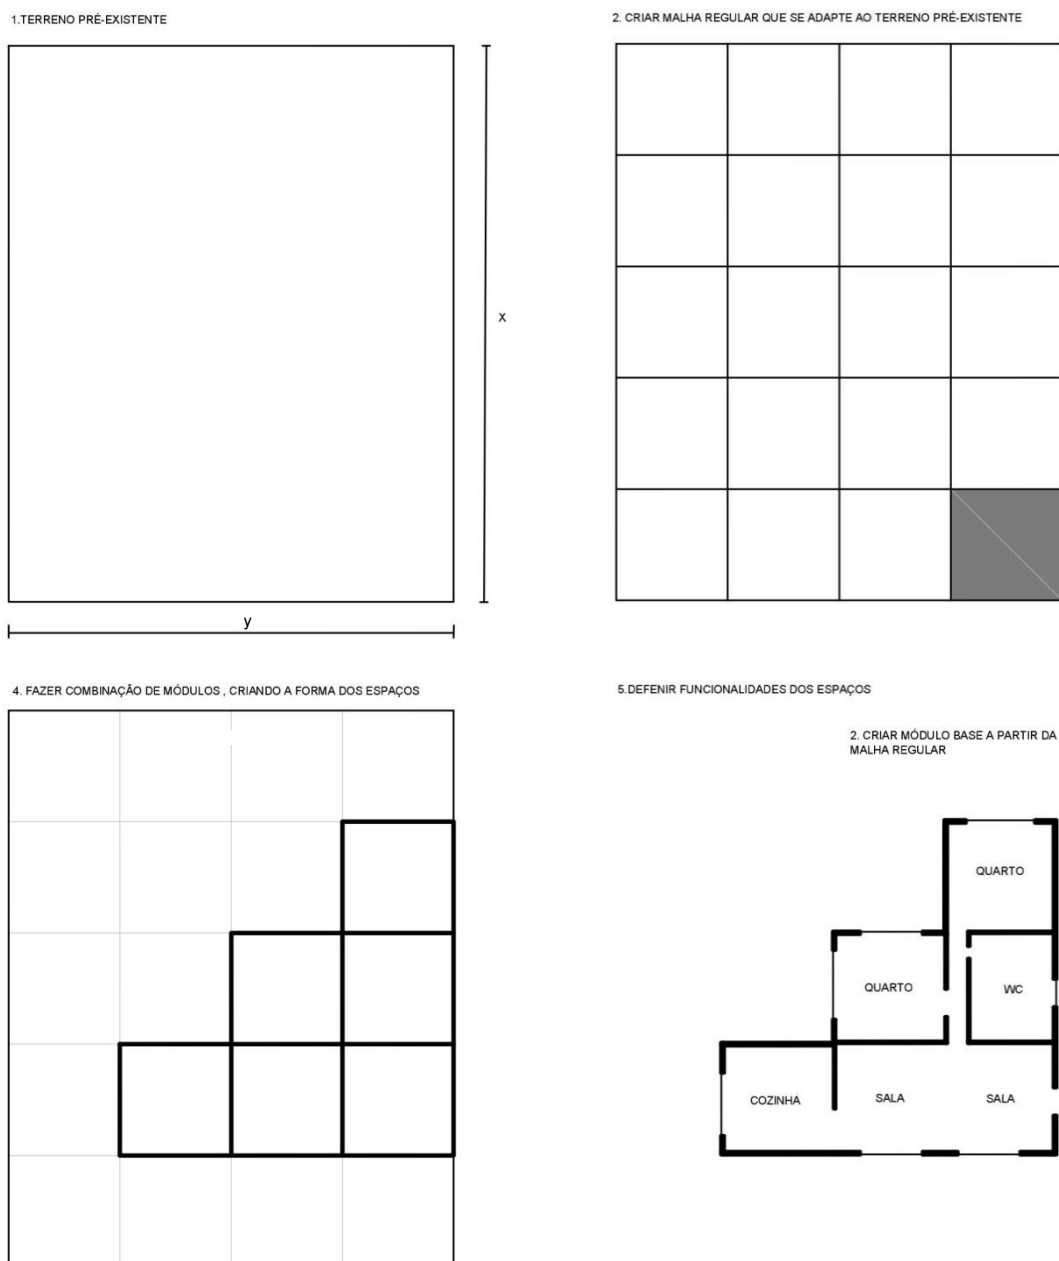 1.TERRENO PRÉ-EXISTENTE
2. CRIAR MALHA REGULAR QUE SE ADAPTE AO TERRENO PRÉ-EXISTENTE
x
y
4. FAZER COMBINAÇÃO DE MÓDULOS , CRIANDO A FORMA DOS ESPAÇOS
5.DEFENIR FUNCIONALIDADES DOS ESPAÇOS
2. CRIAR MÓDULO BASE A PARTIR DA
MALHA REGULAR
QUARTO
QUARTO
WC
COZINHA
SALA
SALA